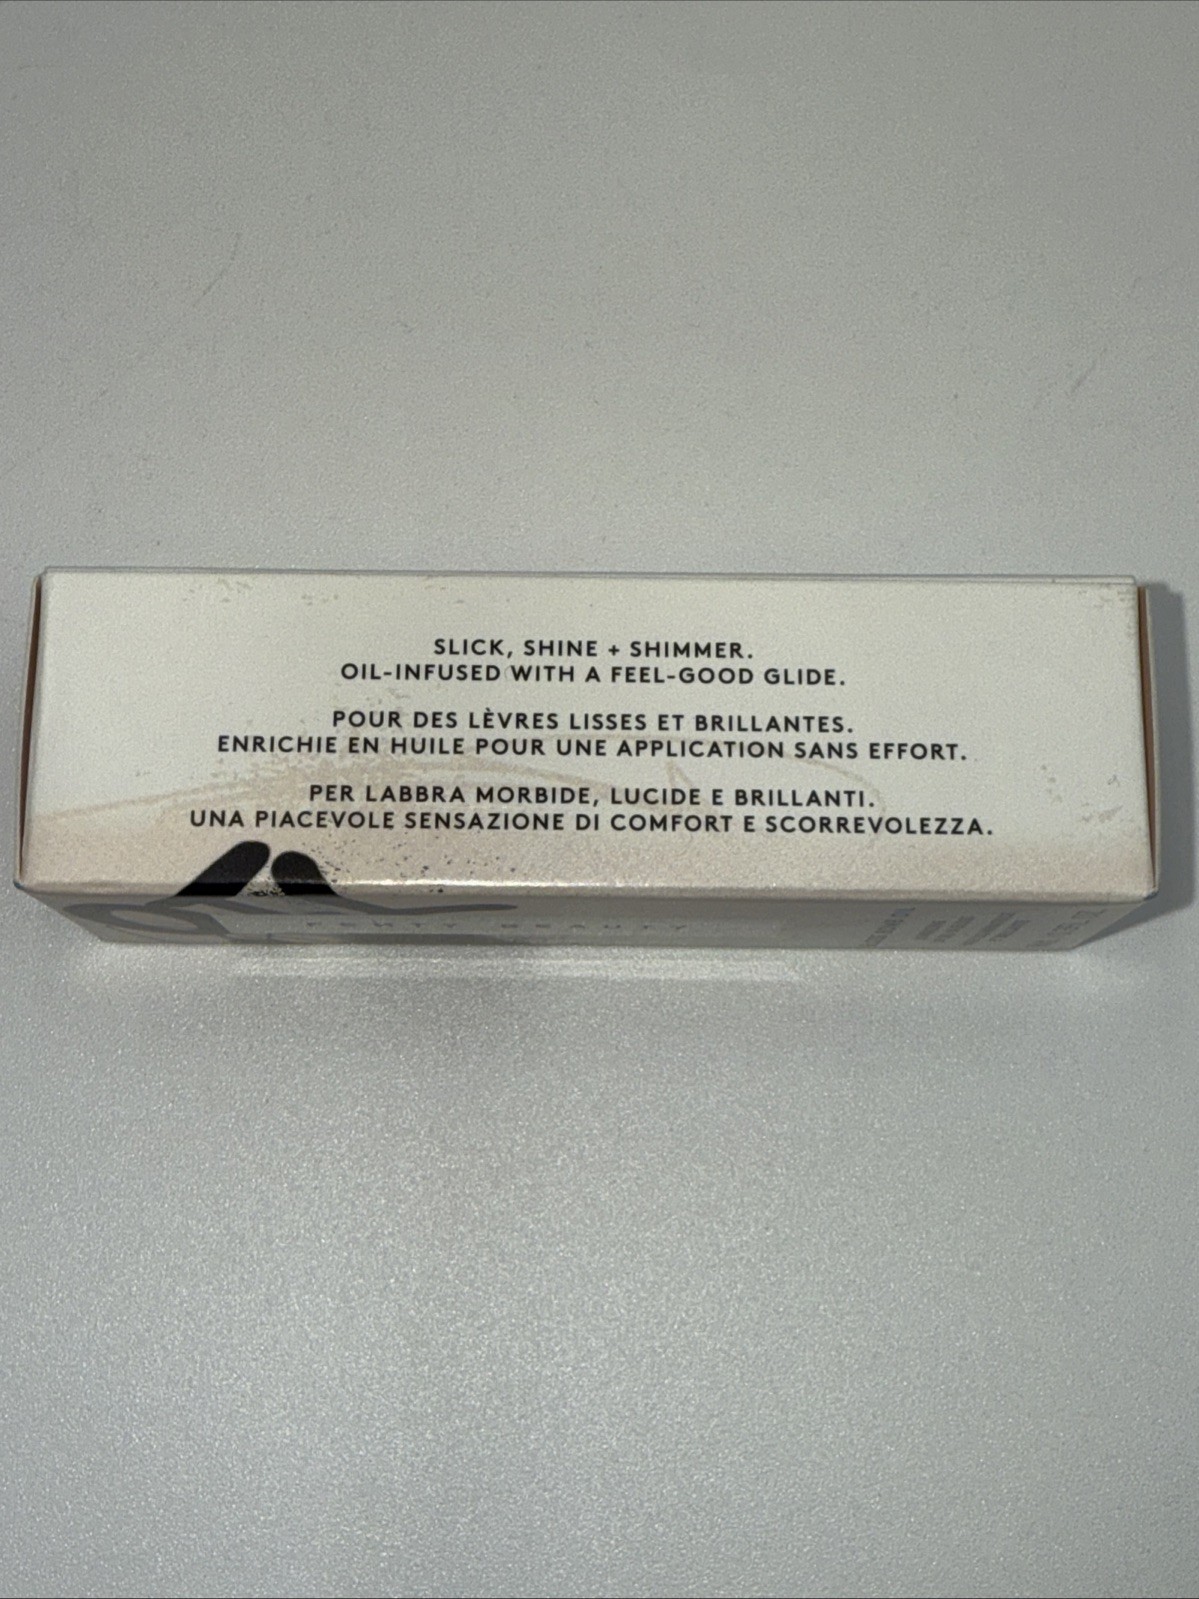 SLICK, SHINE + SHIMMER.
OIL-INFUSED WITH A FEEL-GOOD GLIDE.
POUR DES LÈVRES LISSES ET BRILLANTES.
ENRICHIE EN HUILE POUR UNE APPLICATION SANS EFFORT.
PER LABBRA MORBIDE, LUCIDE E BRILLANTI.
UNA PIACEVOLE SENSAZIONE DI COMFORT E SCORREVOLEZZA.
FENTY BEAUTY